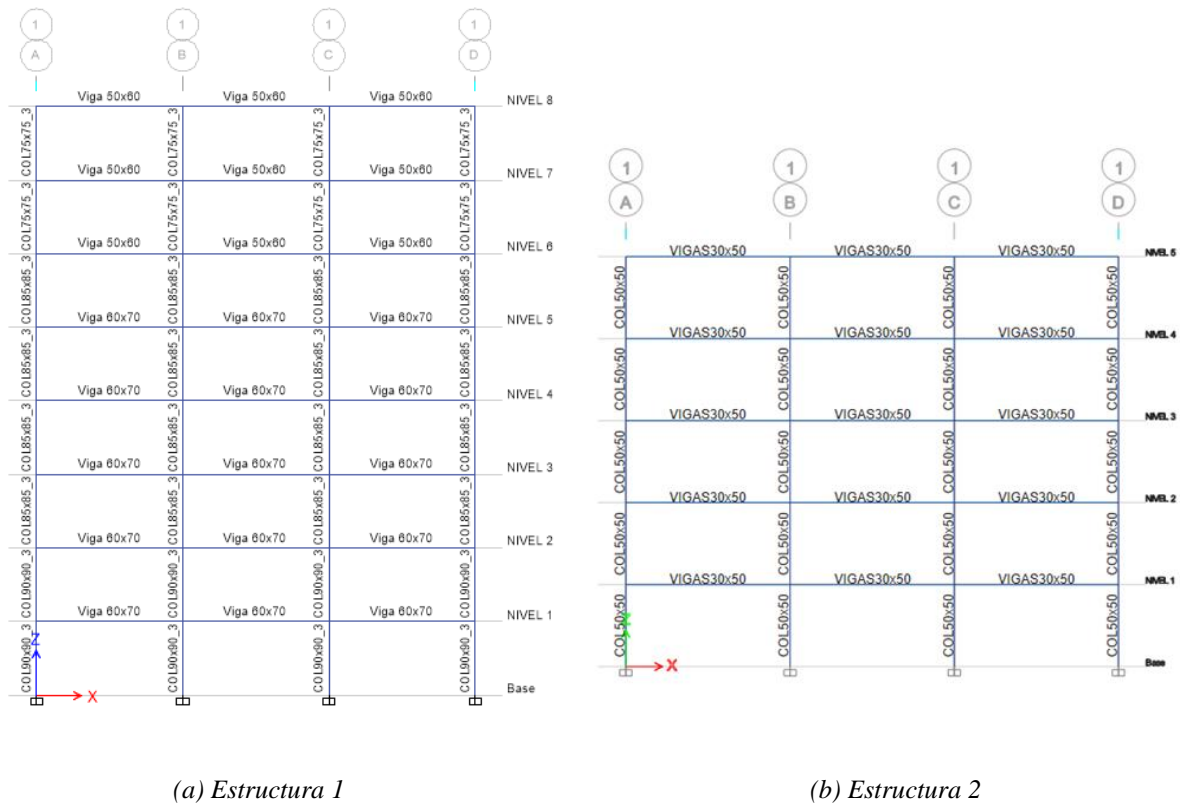 1 1 1 1
A B C D
Viga 50x60 Viga 50x60 Viga 50x60 NIVEL 8
COL75x75_3 COL75x75_3 COL75x75_3 COL75x75_3
Viga 50x60 Viga 50x60 Viga 50x60 NIVEL 7
COL75x75_3 COL75x75_3 COL75x75_3 COL75x75_3
Viga 50x60 Viga 50x60 Viga 50x60 NIVEL 6
COL85x85_3 COL85x85_3 COL85x85_3 COL85x85_3
Viga 60x70 Viga 60x70 Viga 60x70 NIVEL 5
COL85x85_3 COL85x85_3 COL85x85_3 COL85x85_3
Viga 60x70 Viga 60x70 Viga 60x70 NIVEL 4
COL85x85_3 COL85x85_3 COL85x85_3 COL85x85_3
Viga 60x70 Viga 60x70 Viga 60x70 NIVEL 3
COL85x85_3 COL85x85_3 COL85x85_3 COL85x85_3
Viga 60x70 Viga 60x70 Viga 60x70 NIVEL 2
COL90x90_3 COL90x90_3 COL90x90_3 COL90x90_3
Viga 60x70 Viga 60x70 Viga 60x70 NIVEL 1
Z
COL90x90_3 COL90x90_3 COL90x90_3 COL90x90_3
X Base
(a) Estructura 1
1 1 1 1
A B C D
VIGAS30x50 VIGAS30x50 VIGAS30x50 NIVEL 5
COL50x50 COL50x50 COL50x50 COL50x50
VIGAS30x50 VIGAS30x50 VIGAS30x50 NIVEL 4
COL50x50 COL50x50 COL50x50 COL50x50
VIGAS30x50 VIGAS30x50 VIGAS30x50 NIVEL 3
COL50x50 COL50x50 COL50x50 COL50x50
VIGAS30x50 VIGAS30x50 VIGAS30x50 NIVEL 2
COL50x50 COL50x50 COL50x50 COL50x50
VIGAS30x50 VIGAS30x50 VIGAS30x50 NIVEL 1
Z
COL50x50 COL50x50 COL50x50 COL50x50
X Base
(b) Estructura 2